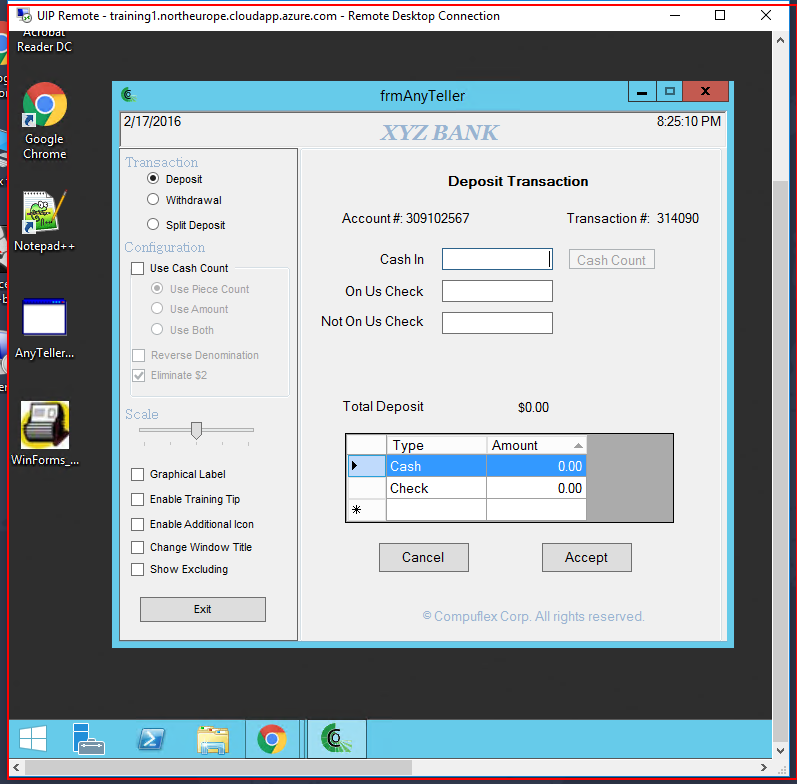 UIP Remote - training1.northeurope.cloudapp.azure.com - Remote Desktop Connection
Acrobat
Reader DC
Google
Chrome
Notepad++
AnyTeller...
WinForms_...
frmAnyTeller
2/17/2016
XYZ BANK
8:25:10 PM
Transaction
Deposit
Withdrawal
Split Deposit
Configuration
Use Cash Count
Use Piece Count
Use Amount
Use Both
Reverse Denomination
Eliminate $2
Scale
Graphical Label
Enable Training Tip
Enable Additional Icon
Change Window Title
Show Excluding
Exit
Deposit Transaction
Account #: 309102567
Transaction #: 314090
Cash In
Cash Count
On Us Check
Not On Us Check
Total Deposit
$0.00
Type Amount
Cash 0.00
Check 0.00
Cancel
Accept
© Compuflex Corp. All rights reserved.